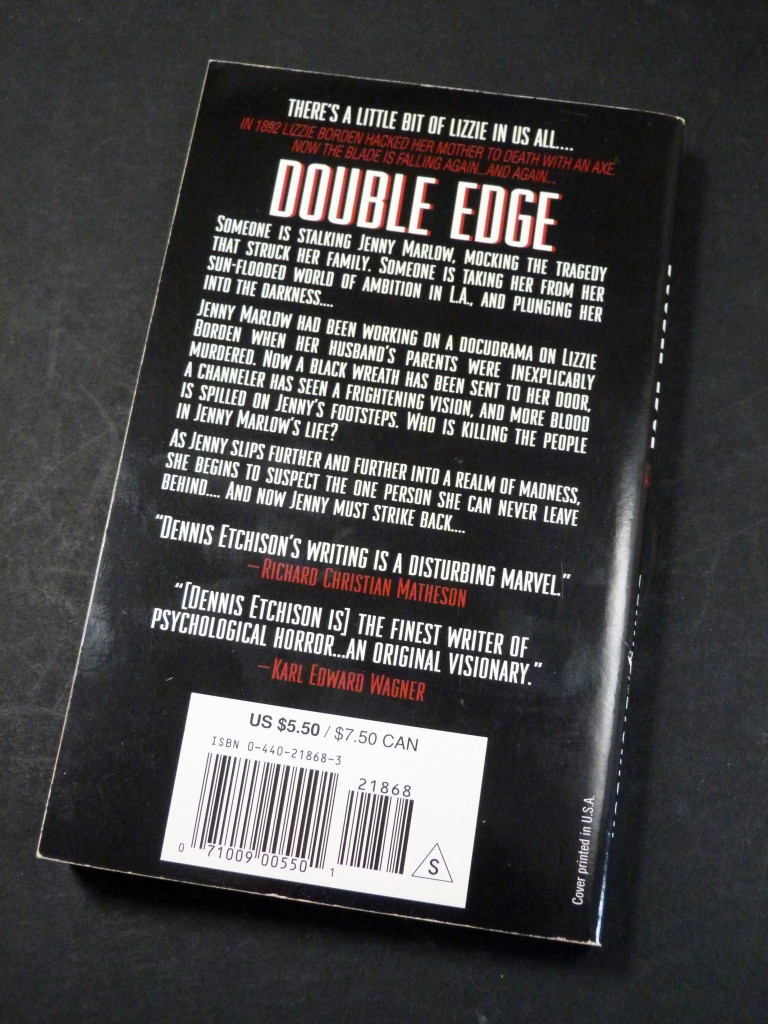 THERE'S A LITTLE BIT OF LIZZIE IN US ALL....
IN 1892 LIZZIE BORDEN HACKED HER MOTHER TO DEATH WITH AN AXE.
NOW THE BLADE IS FALLING AGAIN...AND AGAIN...
DOUBLE EDGE
SOMEONE IS STALKING JENNY MARLOW, MOCKING THE TRAGEDY
THAT STRUCK HER FAMILY. SOMEONE IS TAKING HER FROM HER
SUN-FLOODED WORLD OF AMBITION IN L.A., AND PLUNGING HER
INTO THE DARKNESS....
JENNY MARLOW HAD BEEN WORKING ON A DOCUDRAMA ON LIZZIE
BORDEN WHEN HER HUSBAND'S PARENTS WERE INEXPLICABLY
MURDERED. NOW A BLACK WREATH HAS BEEN SENT TO HER DOOR,
A CHANNELER HAS SEEN A FRIGHTENING VISION, AND MORE BLOOD
IS SPILLED ON JENNY'S FOOTSTEPS. WHO IS KILLING THE PEOPLE
IN JENNY MARLOW'S LIFE?
AS JENNY SLIPS FURTHER AND FURTHER INTO A REALM OF MADNESS,
SHE BEGINS TO SUSPECT THE ONE PERSON SHE CAN NEVER LEAVE
BEHIND.... AND NOW JENNY MUST STRIKE BACK....
"DENNIS ETCHISON'S WRITING IS A DISTURBING MARVEL."
—RICHARD CHRISTIAN MATHESON
"[DENNIS ETCHISON IS] THE FINEST WRITER OF
PSYCHOLOGICAL HORROR...AN ORIGINAL VISIONARY."
—KARL EDWARD WAGNER
US $5.50 / $7.50 CAN
ISBN 0-440-21868-3
21868
0 71009 00550 1
S
Cover printed in U.S.A.